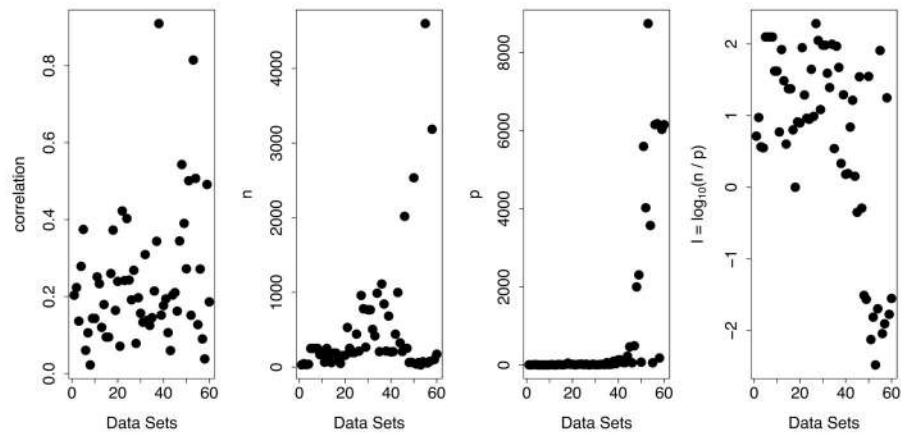 correlation
0.0 0.2 0.4 0.6 0.8
0 20 40 60
Data Sets
n
0 1000 2000 3000 4000
0 20 40 60
Data Sets
p
0 2000 4000 6000 8000
0 20 40 60
Data Sets
I = log10(n / p)
-2 -1 0 1 2
0 20 40 60
Data Sets